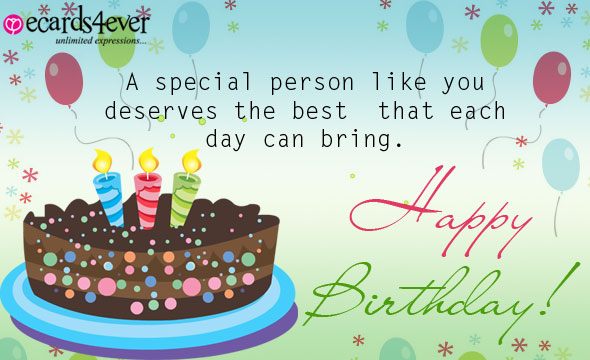 ecards4ever
unlimited expressions...
A special person like you
deserves the best that each
day can bring.
Happy
Birthday!